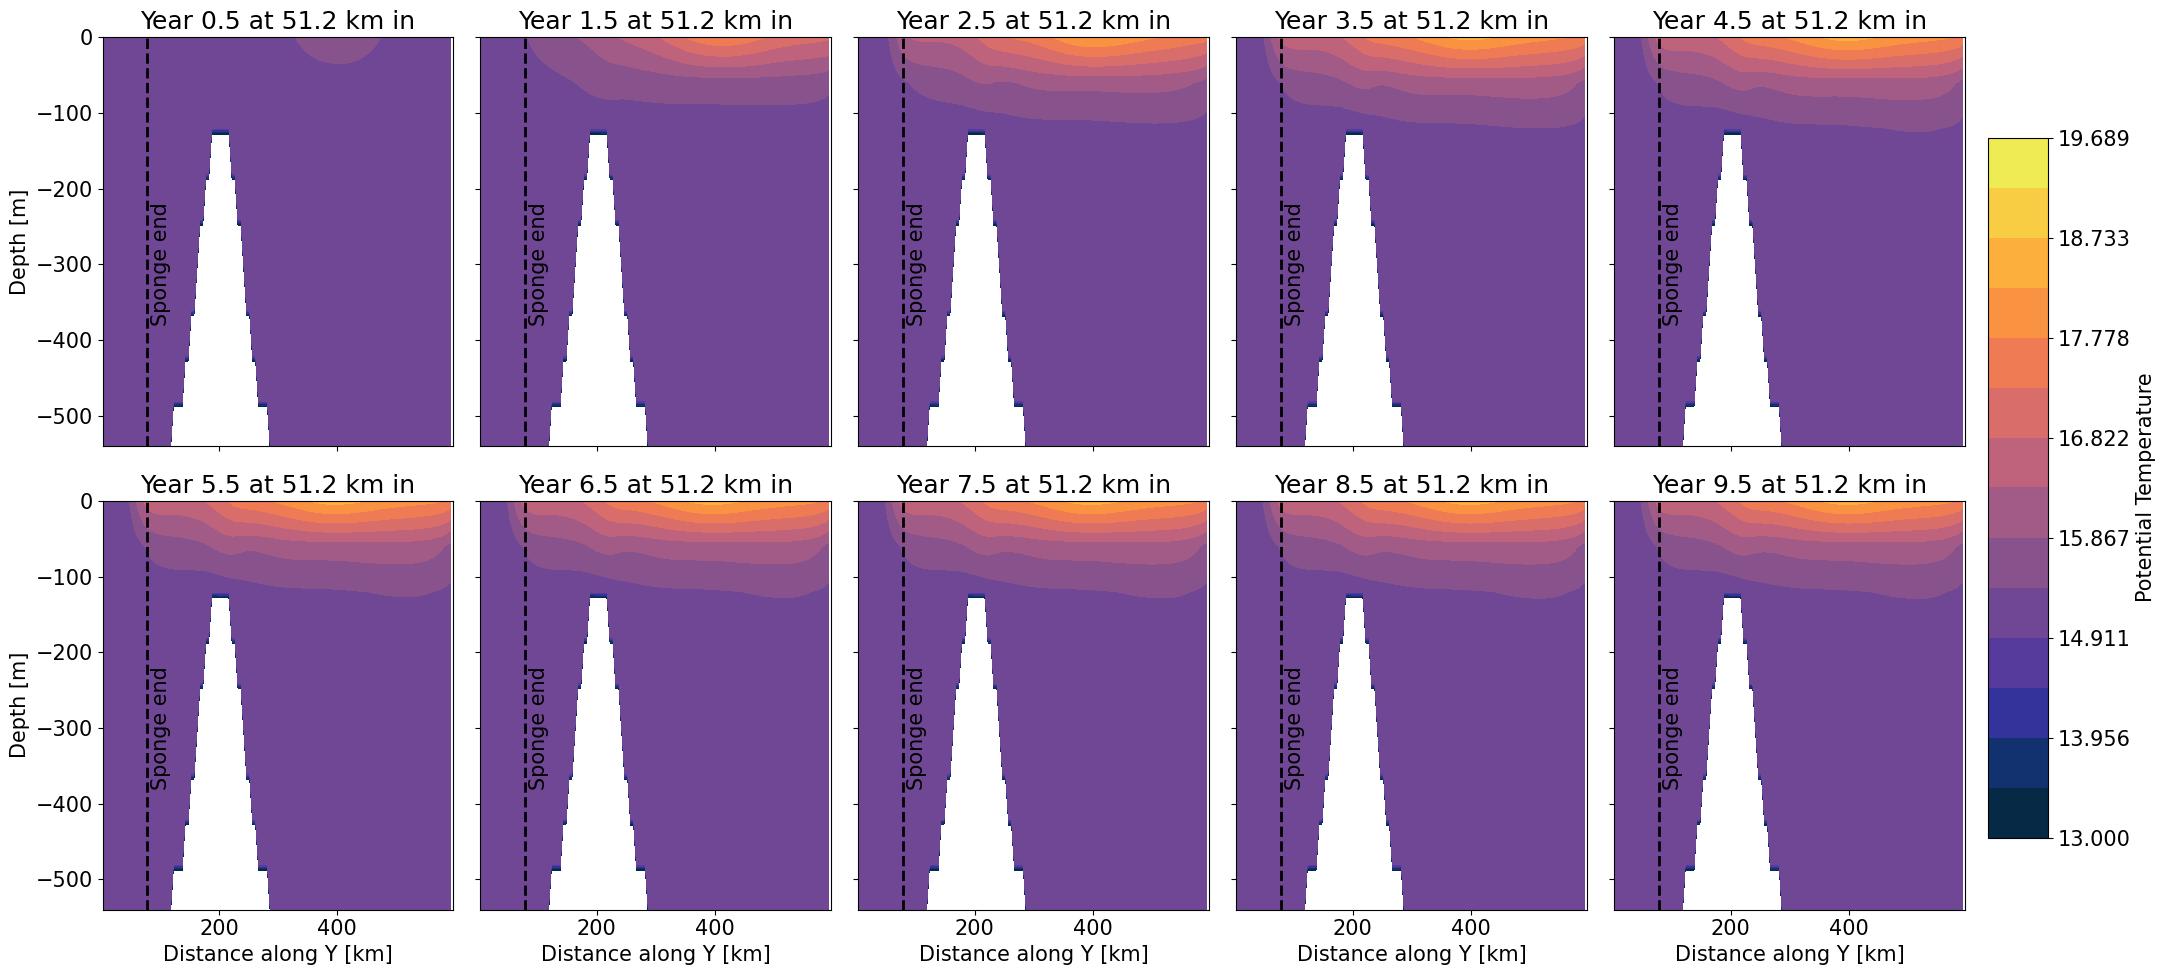 Year 0.5 at 51.2 km in
Year 1.5 at 51.2 km in
Year 2.5 at 51.2 km in
Year 3.5 at 51.2 km in
Year 4.5 at 51.2 km in
0
−100
−200
−300
−400
−500
Depth [m]
Sponge end
Sponge end
Sponge end
Sponge end
Sponge end
Year 5.5 at 51.2 km in
Year 6.5 at 51.2 km in
Year 7.5 at 51.2 km in
Year 8.5 at 51.2 km in
Year 9.5 at 51.2 km in
0
−100
−200
−300
−400
−500
Depth [m]
Sponge end
Sponge end
Sponge end
Sponge end
Sponge end
200 400
200 400
200 400
200 400
200 400
Distance along Y [km]
Distance along Y [km]
Distance along Y [km]
Distance along Y [km]
Distance along Y [km]
19.689
18.733
17.778
16.822
15.867
14.911
13.956
13.000
Potential Temperature